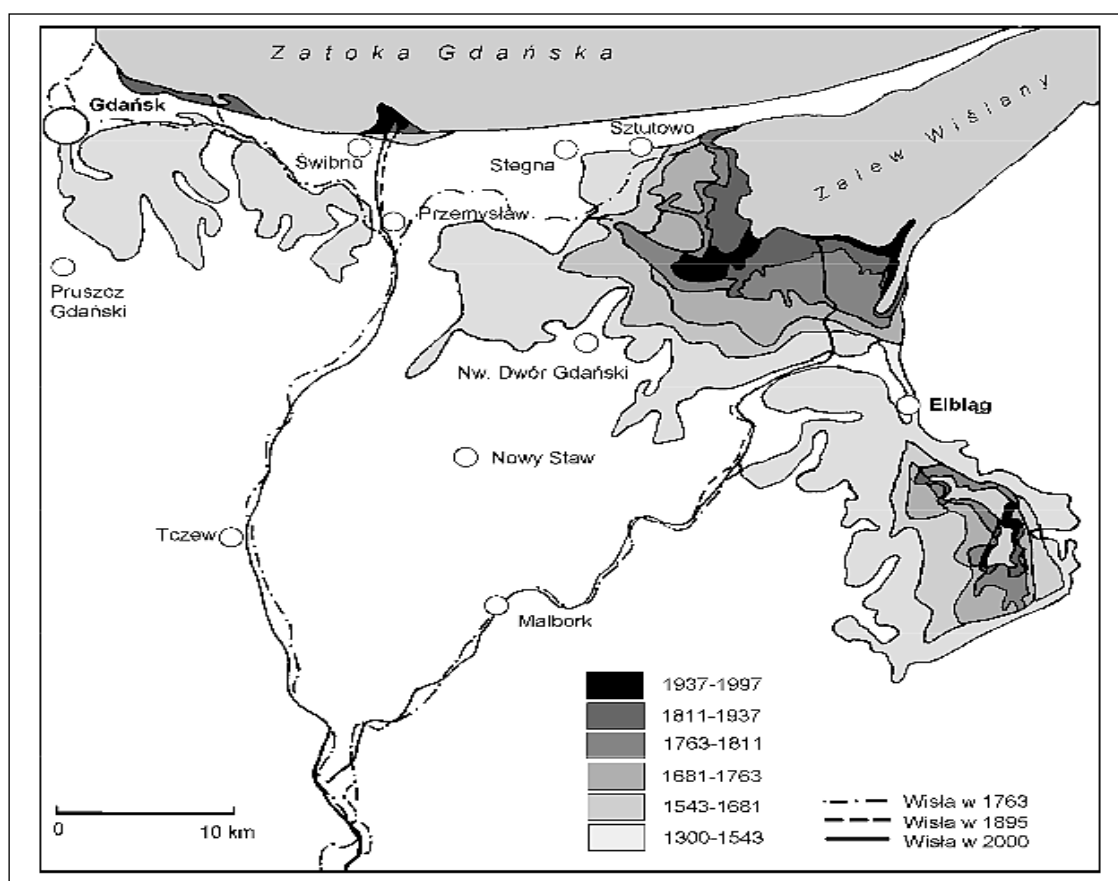 Zatoka Gdańska
Gdańsk
Sztutowo
Świbno
Stegna
Zalew Wiślany
Przemysław
Pruszcz
Gdański
Nw. Dwór Gdański
Elbląg
Nowy Staw
Tczew
Malbork
1937-1997
1811-1937
1763-1811
1681-1763
1543-1681
1300-1543
0 10 km
Wisła w 1763
Wisła w 1895
Wisła w 2000